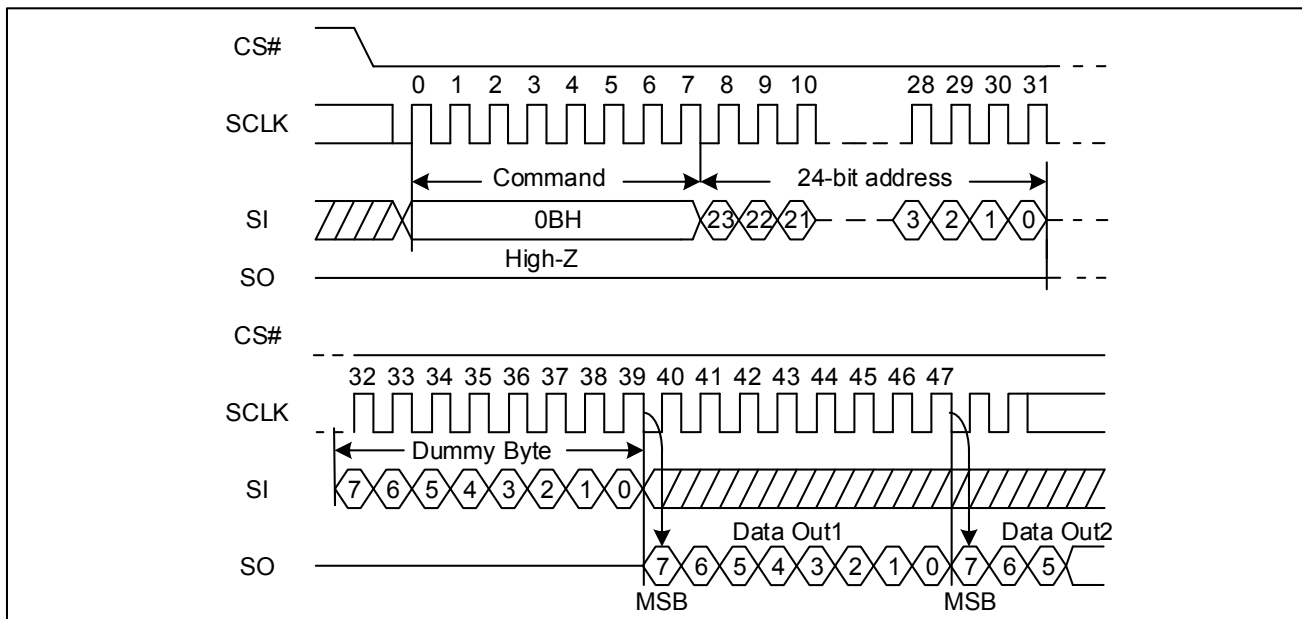 CS#
0 1 2 3 4 5 6 7 8 9 10 28 29 30 31
SCLK
Command 24-bit address
SI 0BH 23 22 21 3 2 1 0
High-Z
SO
CS#
32 33 34 35 36 37 38 39 40 41 42 43 44 45 46 47
SCLK
Dummy Byte
SI 7 6 5 4 3 2 1 0
Data Out1 Data Out2
SO 7 6 5 4 3 2 1 0 7 6 5
MSB MSB